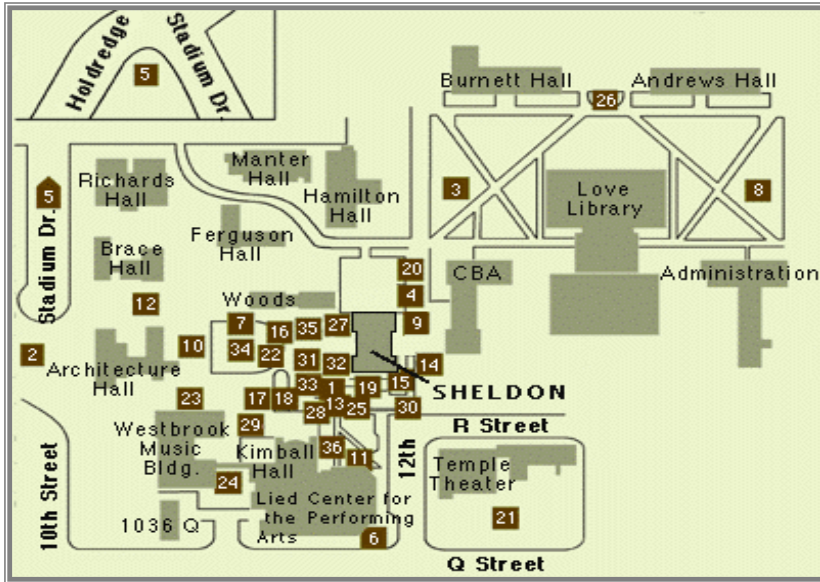 Holdredge
Stadium Dr.
5
Burnett Hall
Andrews Hall
26
Manter
Hall
Richards
Hall
Hamilton
Hall
5
3
Love
Library
8
Stadium Dr.
Ferguson
Hall
Brace
Hall
20
CBA
Administration
12
Woods
4
7
16
35
27
9
2
10
34
22
31
32
14
Architecture
Hall
33
1
19
15
SHELDON
23
17
18
13
25
30
28
R Street
Westbrook
Music
Bldg.
29
Kimball
Hall
36
11
12th
Temple
Theater
24
10th Street
Lied Center for
the Performing
Arts
1036 Q
21
6
Q Street